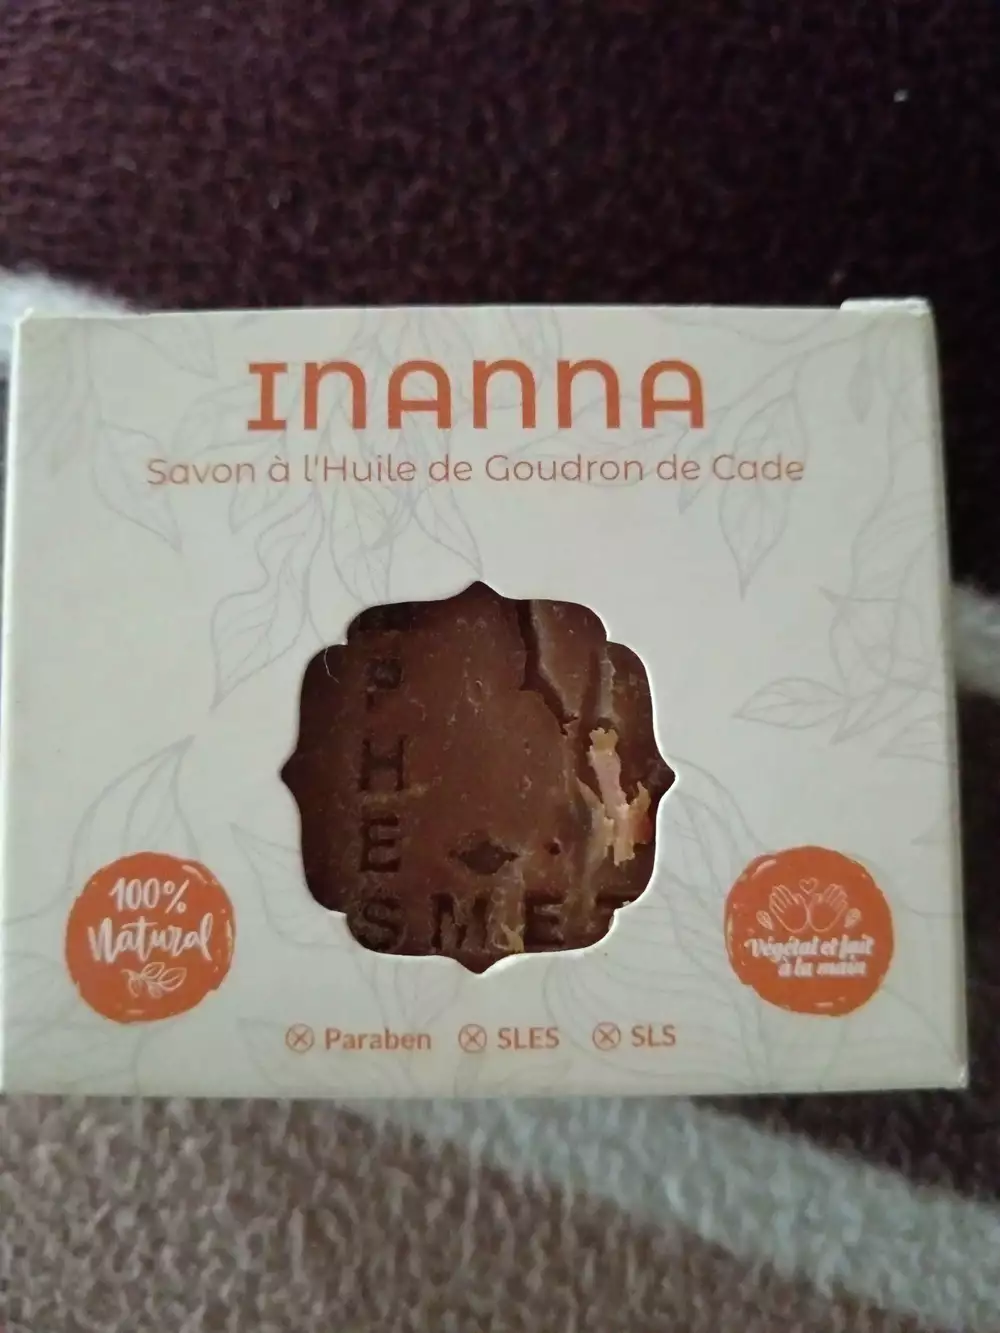 INANNA
Savon à l'Huile de Goudron de Cade
P
H
E
S M E
100%
Natural
Végétal et fait
à la main
Paraben SLES SLS